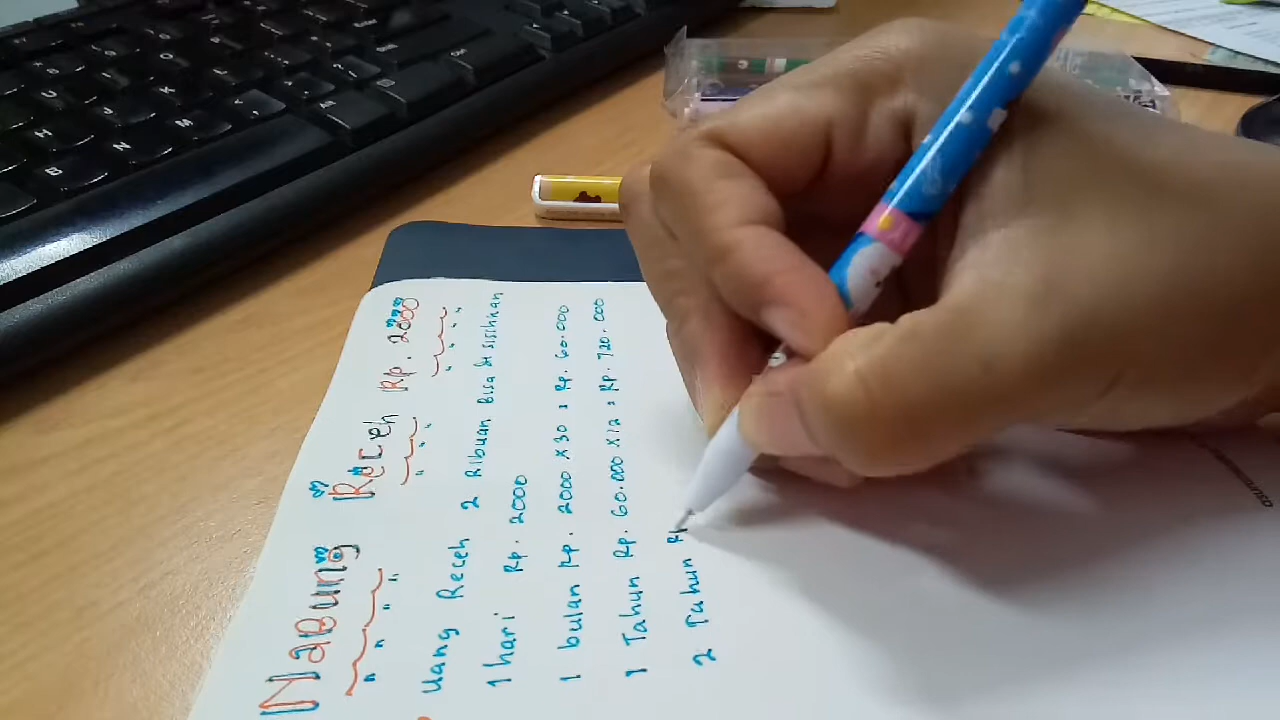 Nabung Receh Rp. 2000
Uang Receh 2 Ribuan Bisa di sisihkan
1 hari Rp. 2000
1 bulan Rp. 2000 x 30 = Rp. 60.000
1 Tahun Rp. 60.000 x 12 = Rp. 720.000
2 Tahun Rp